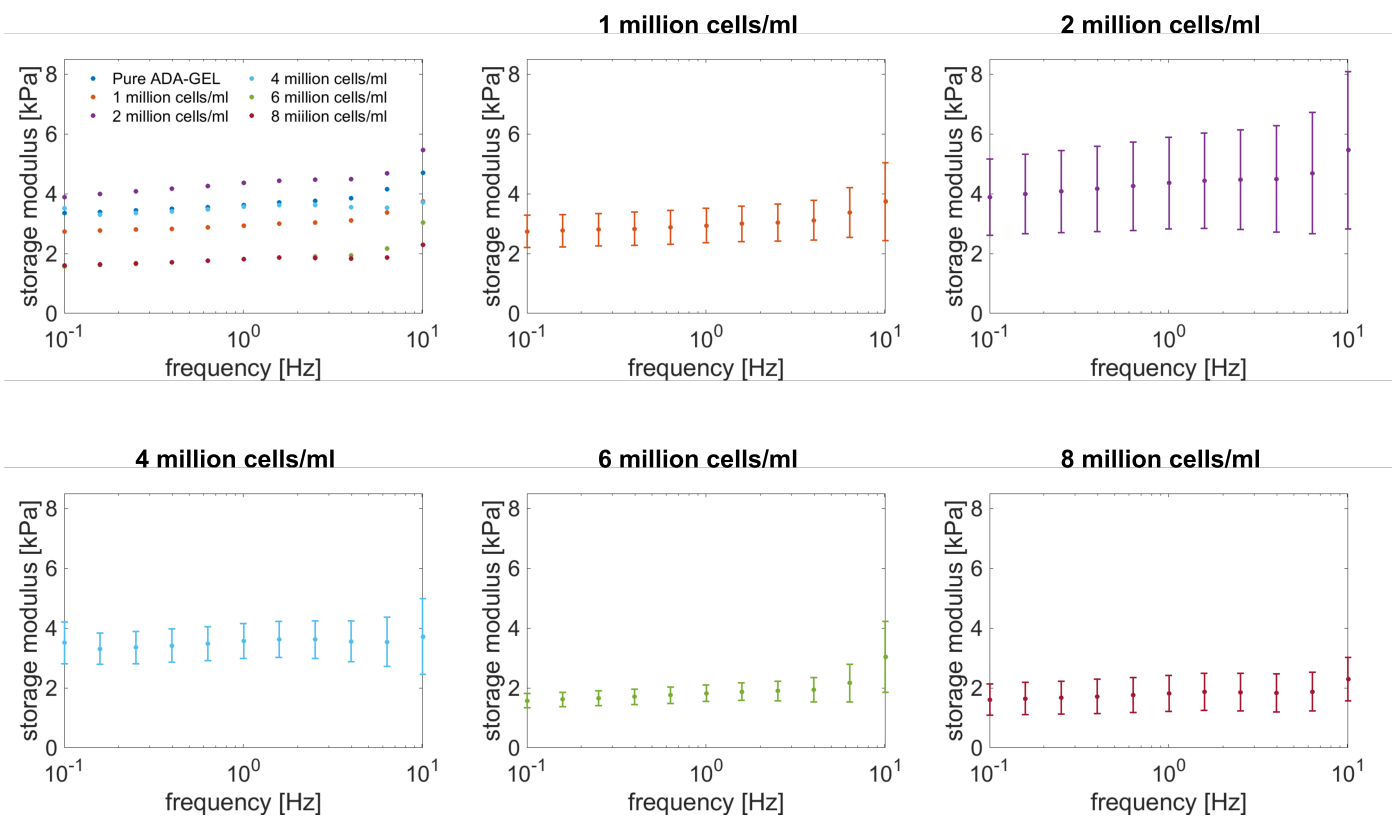 1 million cells/ml
2 million cells/ml
storage modulus [kPa]
8
6
4
2
0
Pure ADA-GEL
1 million cells/ml
2 million cells/ml
4 million cells/ml
6 million cells/ml
8 miilion cells/ml
10^-1
10^0
10^1
frequency [Hz]
storage modulus [kPa]
8
6
4
2
0
10^-1
10^0
10^1
frequency [Hz]
storage modulus [kPa]
8
6
4
2
0
10^-1
10^0
10^1
frequency [Hz]
4 million cells/ml
6 million cells/ml
8 million cells/ml
storage modulus [kPa]
8
6
4
2
0
10^-1
10^0
10^1
frequency [Hz]
storage modulus [kPa]
8
6
4
2
0
10^-1
10^0
10^1
frequency [Hz]
storage modulus [kPa]
8
6
4
2
0
10^-1
10^0
10^1
frequency [Hz]